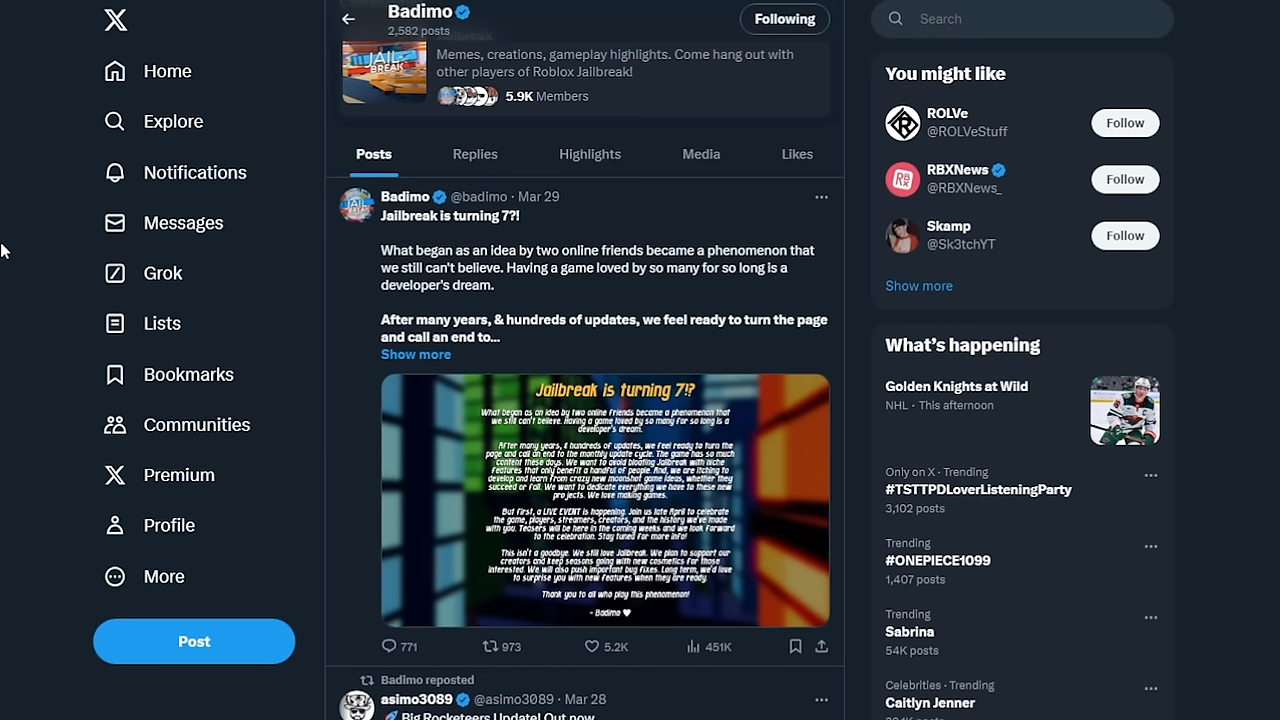 Home
Explore
Notifications
Messages
Grok
Lists
Bookmarks
Communities
Premium
Profile
More
Post
Badimo
2,582 posts
Following
JAIL
BREAK
Memes, creations, gameplay highlights. Come hang out with
other players of Roblox Jailbreak!
5.9K Members
Posts
Replies
Highlights
Media
Likes
Badimo @badimo · Mar 29
Jailbreak is turning 7?!
What began as an idea by two online friends became a phenomenon that
we still can't believe. Having a game loved by so many for so long is a
developer's dream.
After many years, & hundreds of updates, we feel ready to turn the page
and call an end to...
Show more
Jailbreak is turning 7!?
What began as an idea by two online friends became a phenomenon that
we still can't believe. Having a game loved by so many for so long is a
developer's dream.
After many years, & hundreds of updates, we feel ready to turn the
page and call an end to the monthly update cycle. The game has so much
content these days. We want to avoid bloating Jailbreak with niche
features that only benefit a handful of people. And, we are itching to
develop and learn from crazy new moonshot game ideas, whether they
succeed or fail. We want to dedicate everything we have to these new
projects. We love making games.
But first, a LIVE EVENT is happening. Join us late April to celebrate
the game, players, streamers, creators, and the history we've made
with you. Teasers will be here in the coming weeks and we look forward
to the celebration. Stay tuned for more info!
This isn't a goodbye. We still love Jailbreak. We plan to support our
creators and keep seasons going with new cosmetics for those
interested. We will also push important bug fixes. Long term, we'd love
to surprise you with new features when they are ready.
Thank you to all who play this phenomenon!
- Badimo ♥
771
973
5.2K
451K
Badimo reposted
asimo3089 @asimo3089 · Mar 28
🚀 Big Rocketeers Update! Out now
Search
You might like
ROLVe
@ROLVeStuff
Follow
RBXNews
@RBXNews_
Follow
Skamp
@Sk3tchYT
Follow
Show more
What's happening
Golden Knights at Wild
NHL · This afternoon
Only on X · Trending
#TSTTPDLoverListeningParty
3,102 posts
Trending
#ONEPIECE1099
1,407 posts
Trending
Sabrina
54K posts
Celebrities · Trending
Caitlyn Jenner